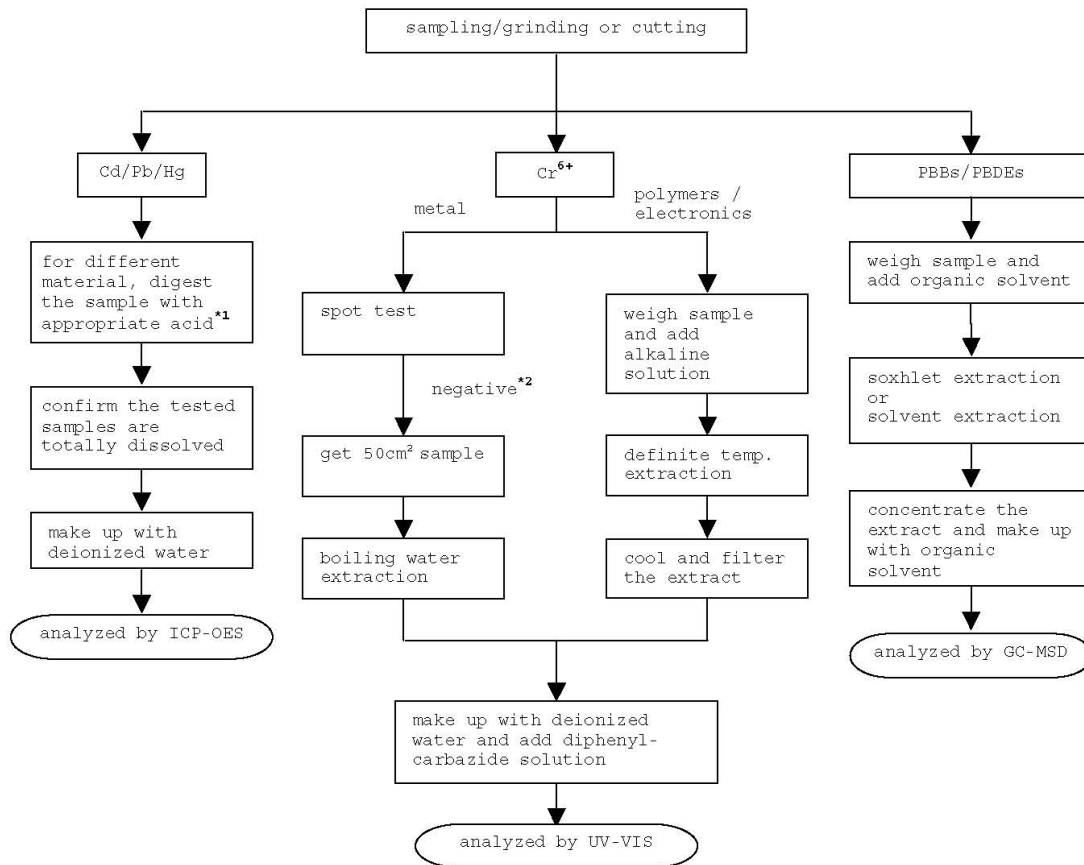 sampling/grinding or cutting
Cd/Pb/Hg
for different
material, digest
the sample with
appropriate acid*1
confirm the tested
samples are
totally dissolved
make up with
deionized water
analyzed by ICP-OES
Cr6+
metal
spot test
negative*2
get 50cm² sample
boiling water
extraction
polymers /
electronics
weigh sample
and add
alkaline
solution
definite temp.
extraction
cool and filter
the extract
make up with deionized
water and add diphenyl-
carbazide solution
analyzed by UV-VIS
PBBs/PBDEs
weigh sample and
add organic solvent
soxhlet extraction
or
solvent extraction
concentrate the
extract and make up
with organic
solvent
analyzed by GC-MSD